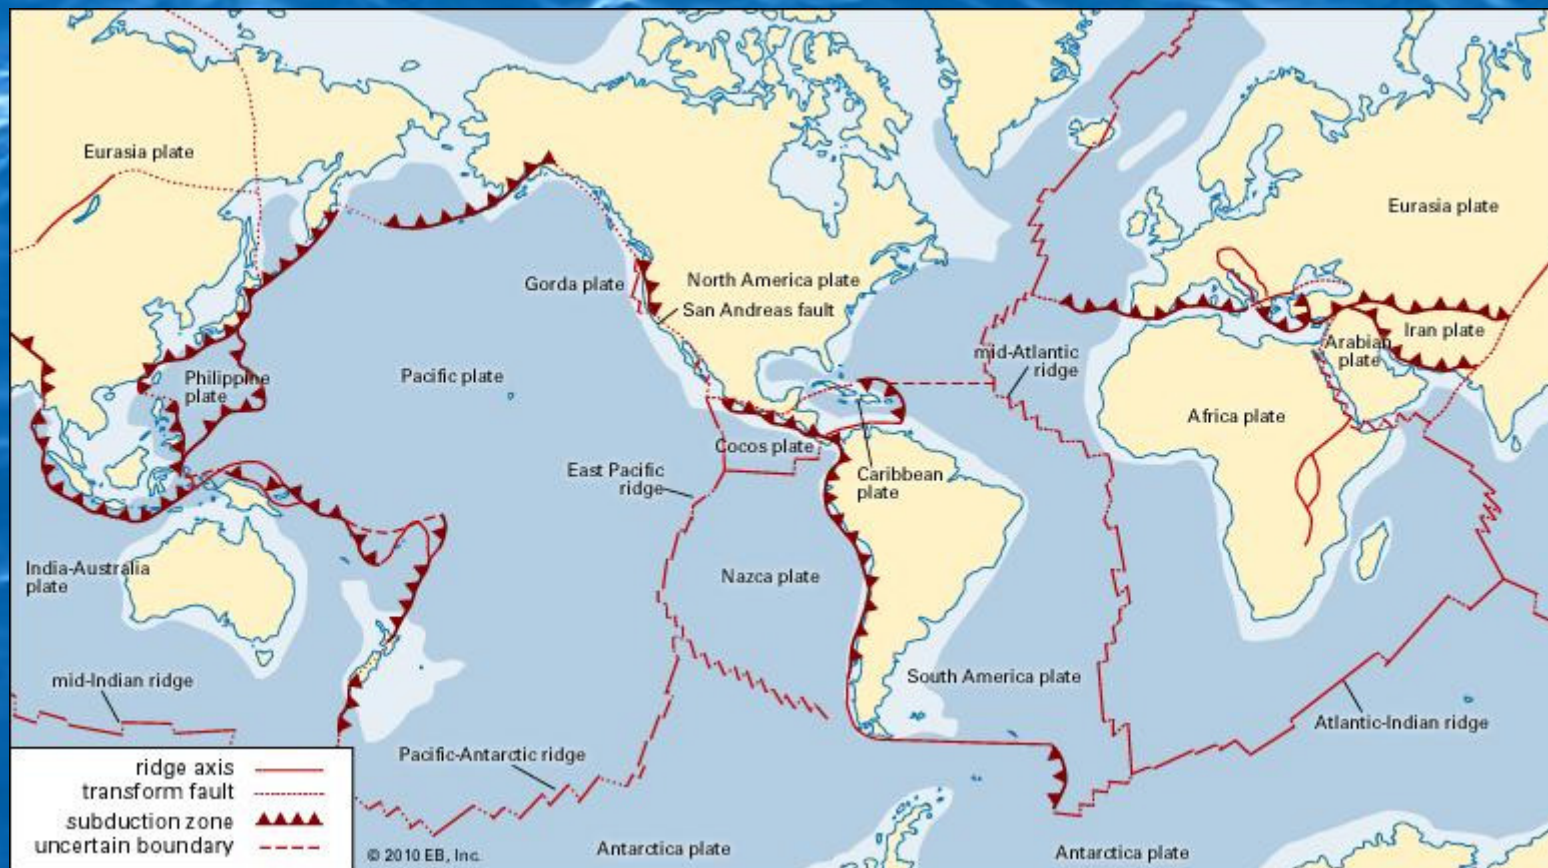 Eurasia plate
Eurasia plate
Gorda plate
North America plate
San Andreas fault
Iran plate
Arabian
plate
mid-Atlantic
ridge
Philippine
plate
Pacific plate
Africa plate
Cocos plate
East Pacific
ridge
Caribbean
plate
India-Australia
plate
Nazca plate
mid-Indian ridge
South America plate
Atlantic-Indian ridge
Pacific-Antarctic ridge
ridge axis
transform fault
subduction zone
uncertain boundary
© 2010 EB, Inc.
Antarctica plate
Antarctica plate